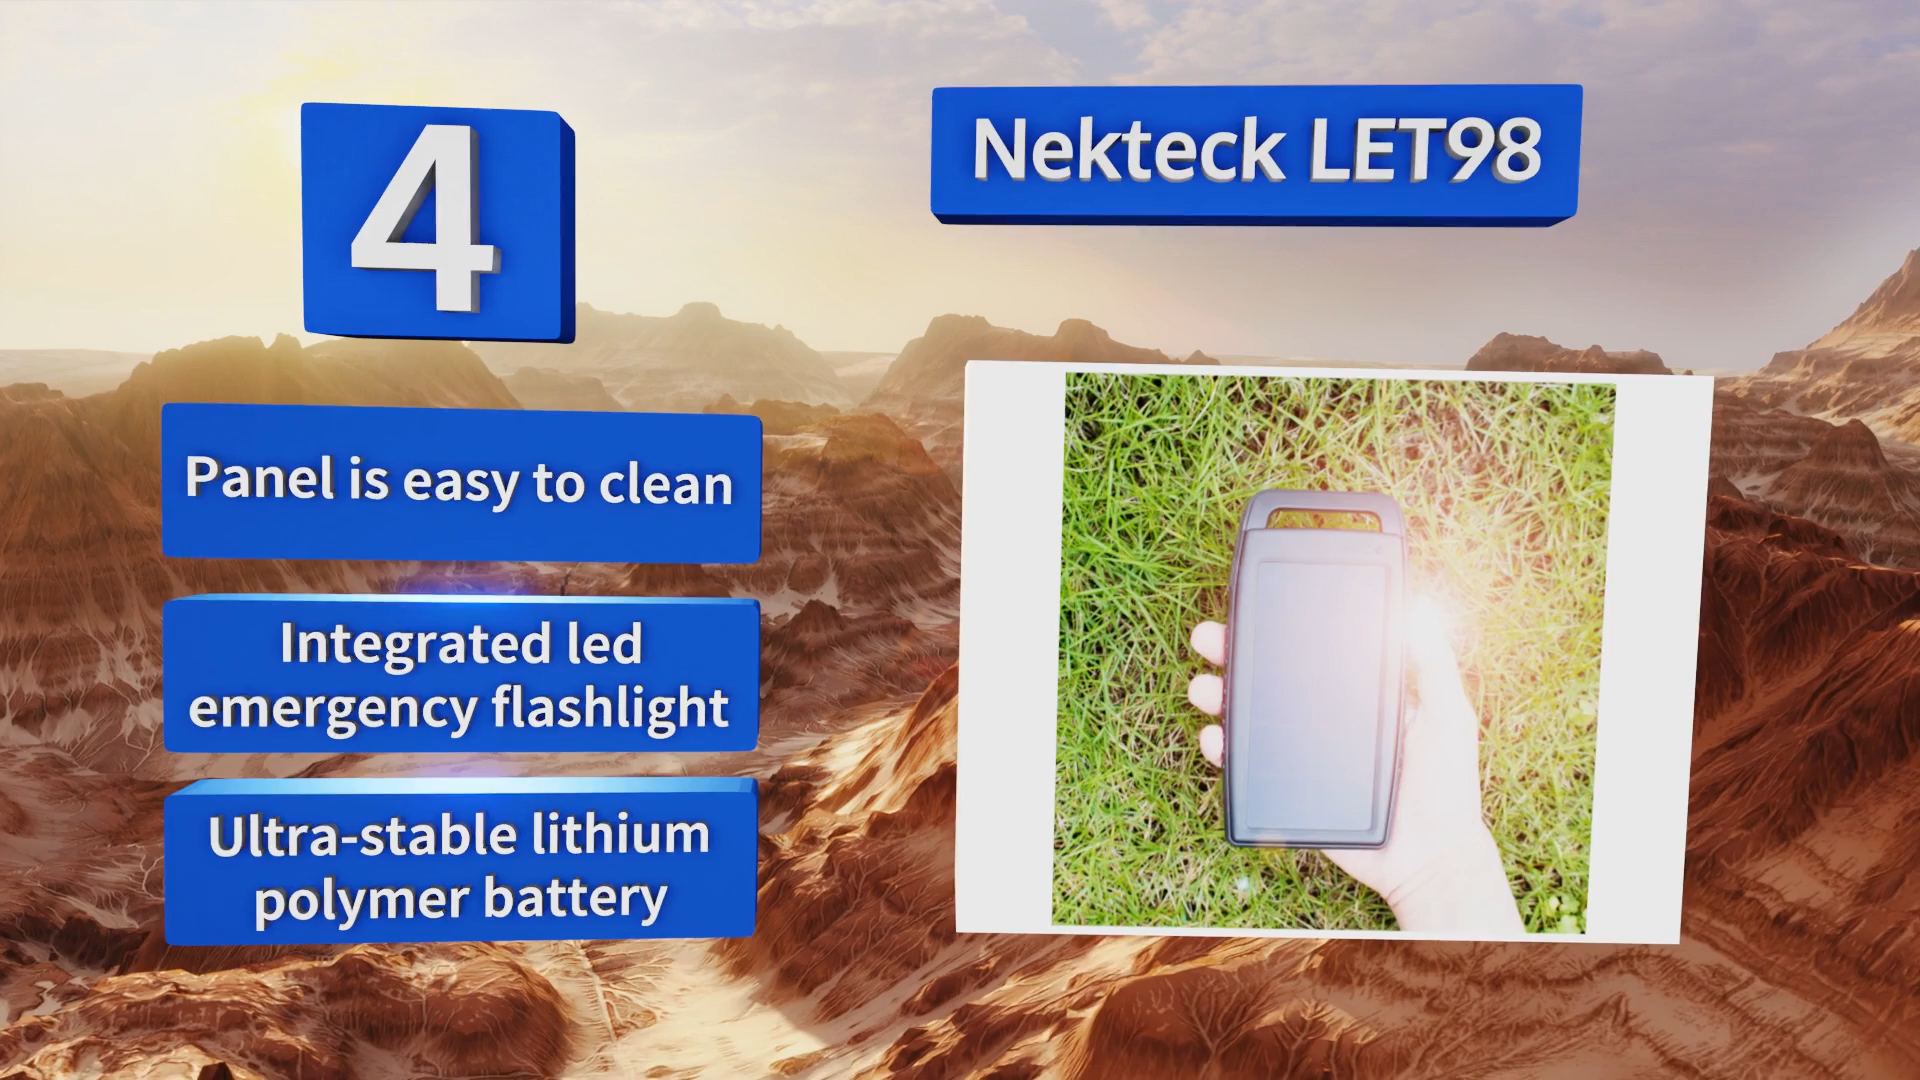 4
Nekteck LET98
Panel is easy to clean
Integrated led
emergency flashlight
Ultra-stable lithium
polymer battery